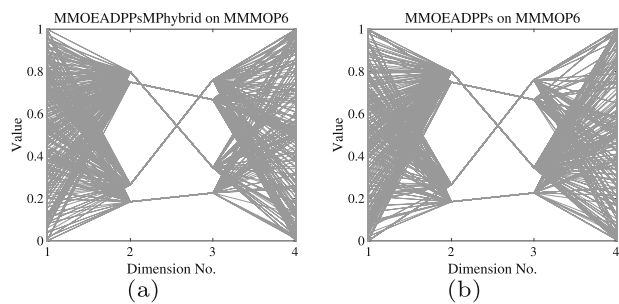 MMOEADPPsMPhybrid on MMMOP6
Value
1
0.8
0.6
0.4
0.2
0
1 2 3 4
Dimension No.
(a)
MMOEADPPs on MMMOP6
Value
1
0.8
0.6
0.4
0.2
0
1 2 3 4
Dimension No.
(b)